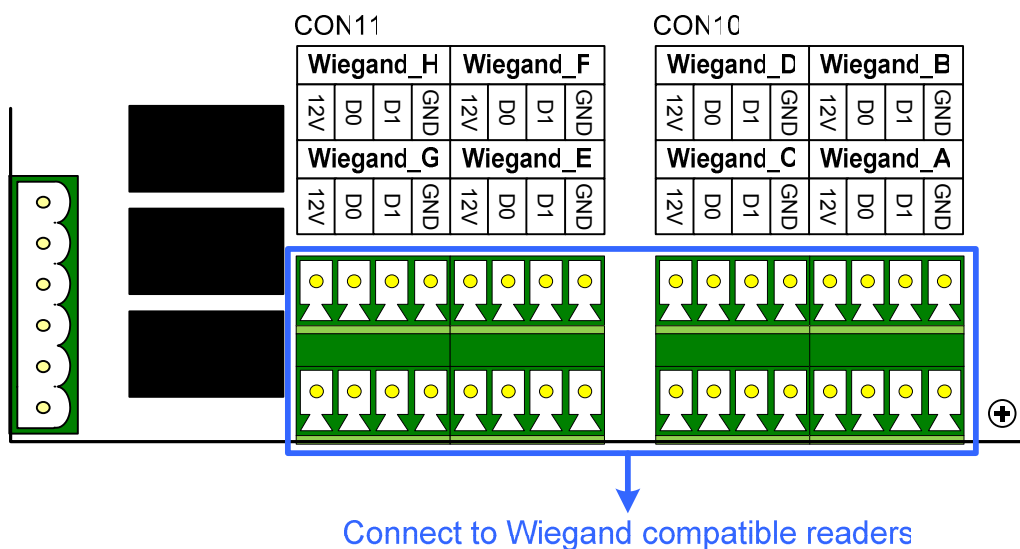 CON11 CON10
Wiegand_H Wiegand_F Wiegand_D Wiegand_B
12V D0 D1 GND 12V D0 D1 GND 12V D0 D1 GND 12V D0 D1 GND
Wiegand_G Wiegand_E Wiegand_C Wiegand_A
12V D0 D1 GND 12V D0 D1 GND 12V D0 D1 GND 12V D0 D1 GND
Connect to Wiegand compatible readers